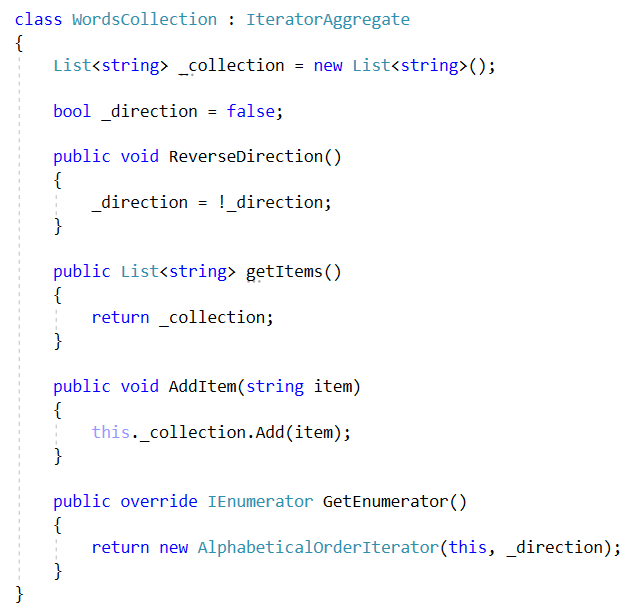 class WordsCollection : IteratorAggregate
{
    List<string> _collection = new List<string>();

    bool _direction = false;

    public void ReverseDirection()
    {
        _direction = !_direction;
    }

    public List<string> getItems()
    {
        return _collection;
    }

    public void AddItem(string item)
    {
        this._collection.Add(item);
    }

    public override IEnumerator GetEnumerator()
    {
        return new AlphabeticalOrderIterator(this, _direction);
    }
}